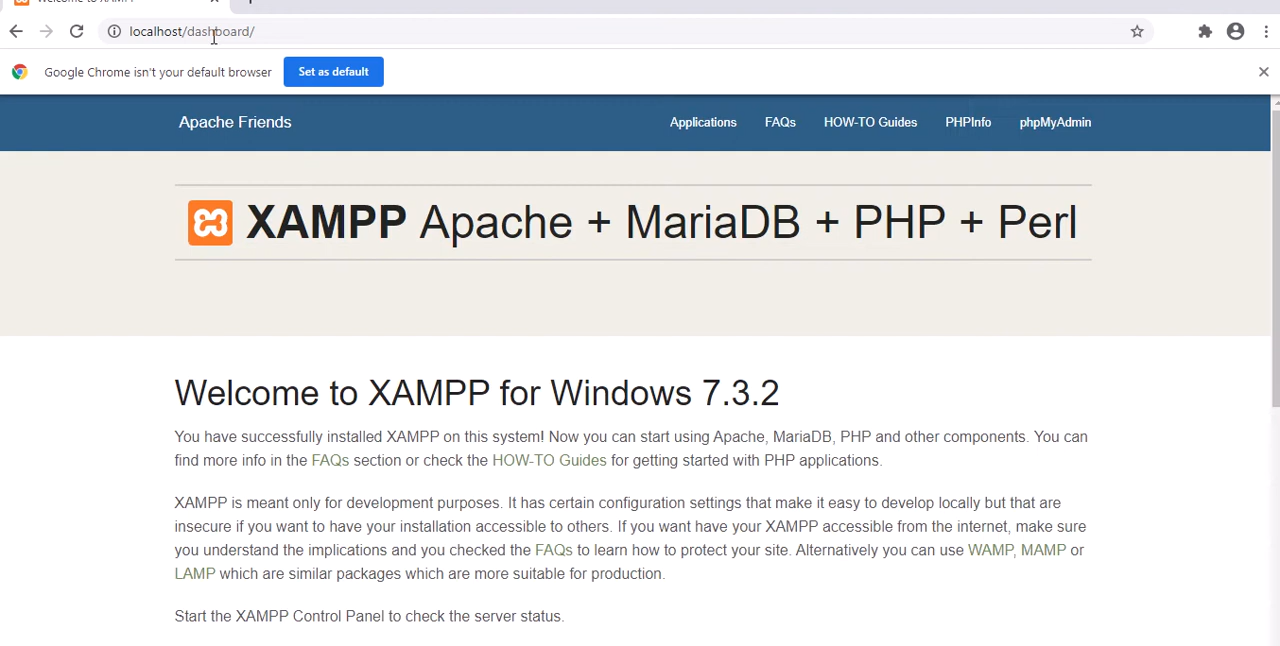 localhost/dashboard/
Google Chrome isn't your default browser Set as default
Apache Friends Applications FAQs HOW-TO Guides PHPInfo phpMyAdmin
XAMPP Apache + MariaDB + PHP + Perl
Welcome to XAMPP for Windows 7.3.2
You have successfully installed XAMPP on this system! Now you can start using Apache, MariaDB, PHP and other components. You can
find more info in the FAQs section or check the HOW-TO Guides for getting started with PHP applications.
XAMPP is meant only for development purposes. It has certain configuration settings that make it easy to develop locally but that are
insecure if you want to have your installation accessible to others. If you want have your XAMPP accessible from the internet, make sure
you understand the implications and you checked the FAQs to learn how to protect your site. Alternatively you can use WAMP, MAMP or
LAMP which are similar packages which are more suitable for production.
Start the XAMPP Control Panel to check the server status.